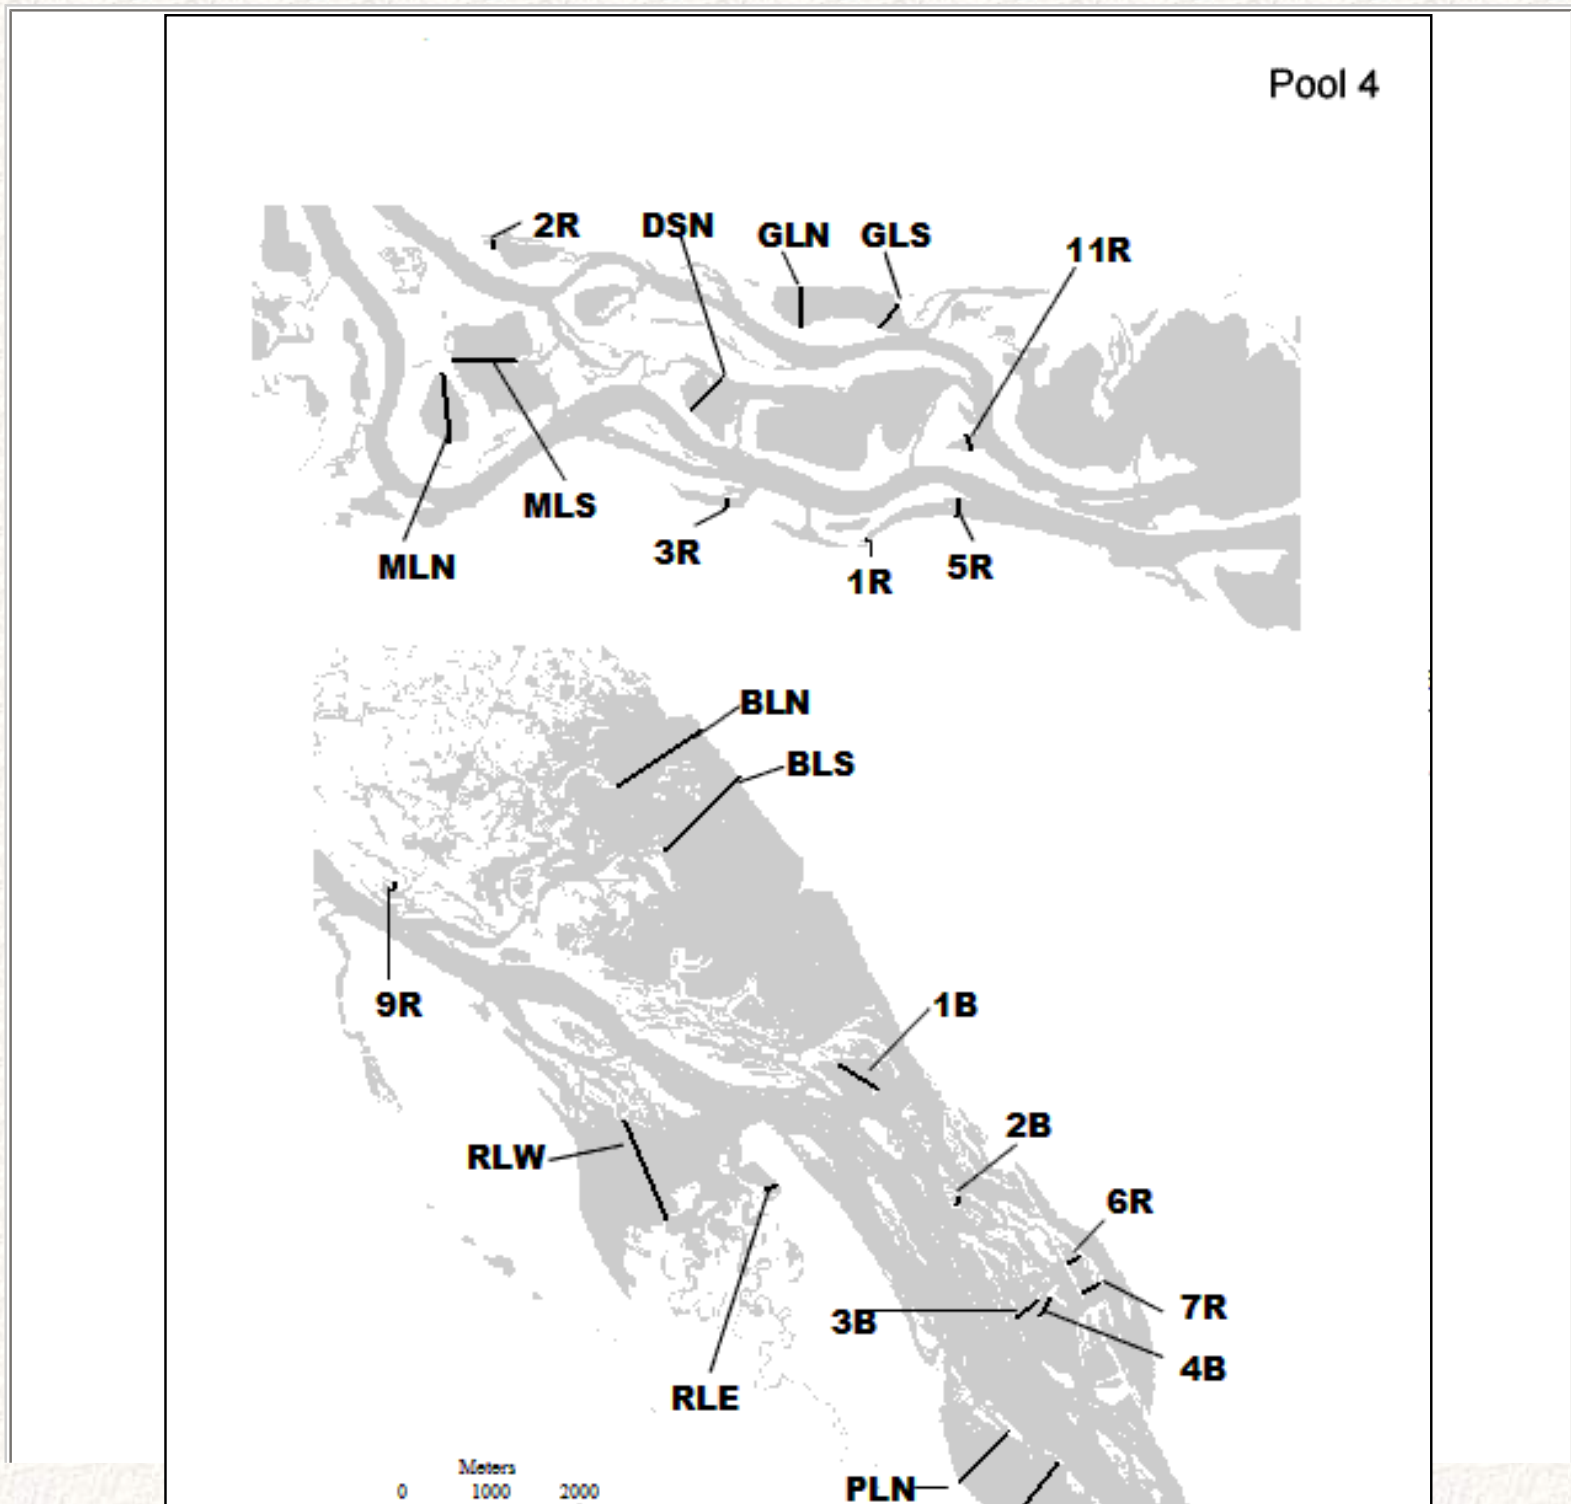 Pool 4
2R
DSN
GLN
GLS
11R
MLS
MLN
3R
1R
5R
BLN
BLS
9R
1B
2B
RLW
6R
7R
3B
4B
RLE
Meters
0 1000 2000
PLN